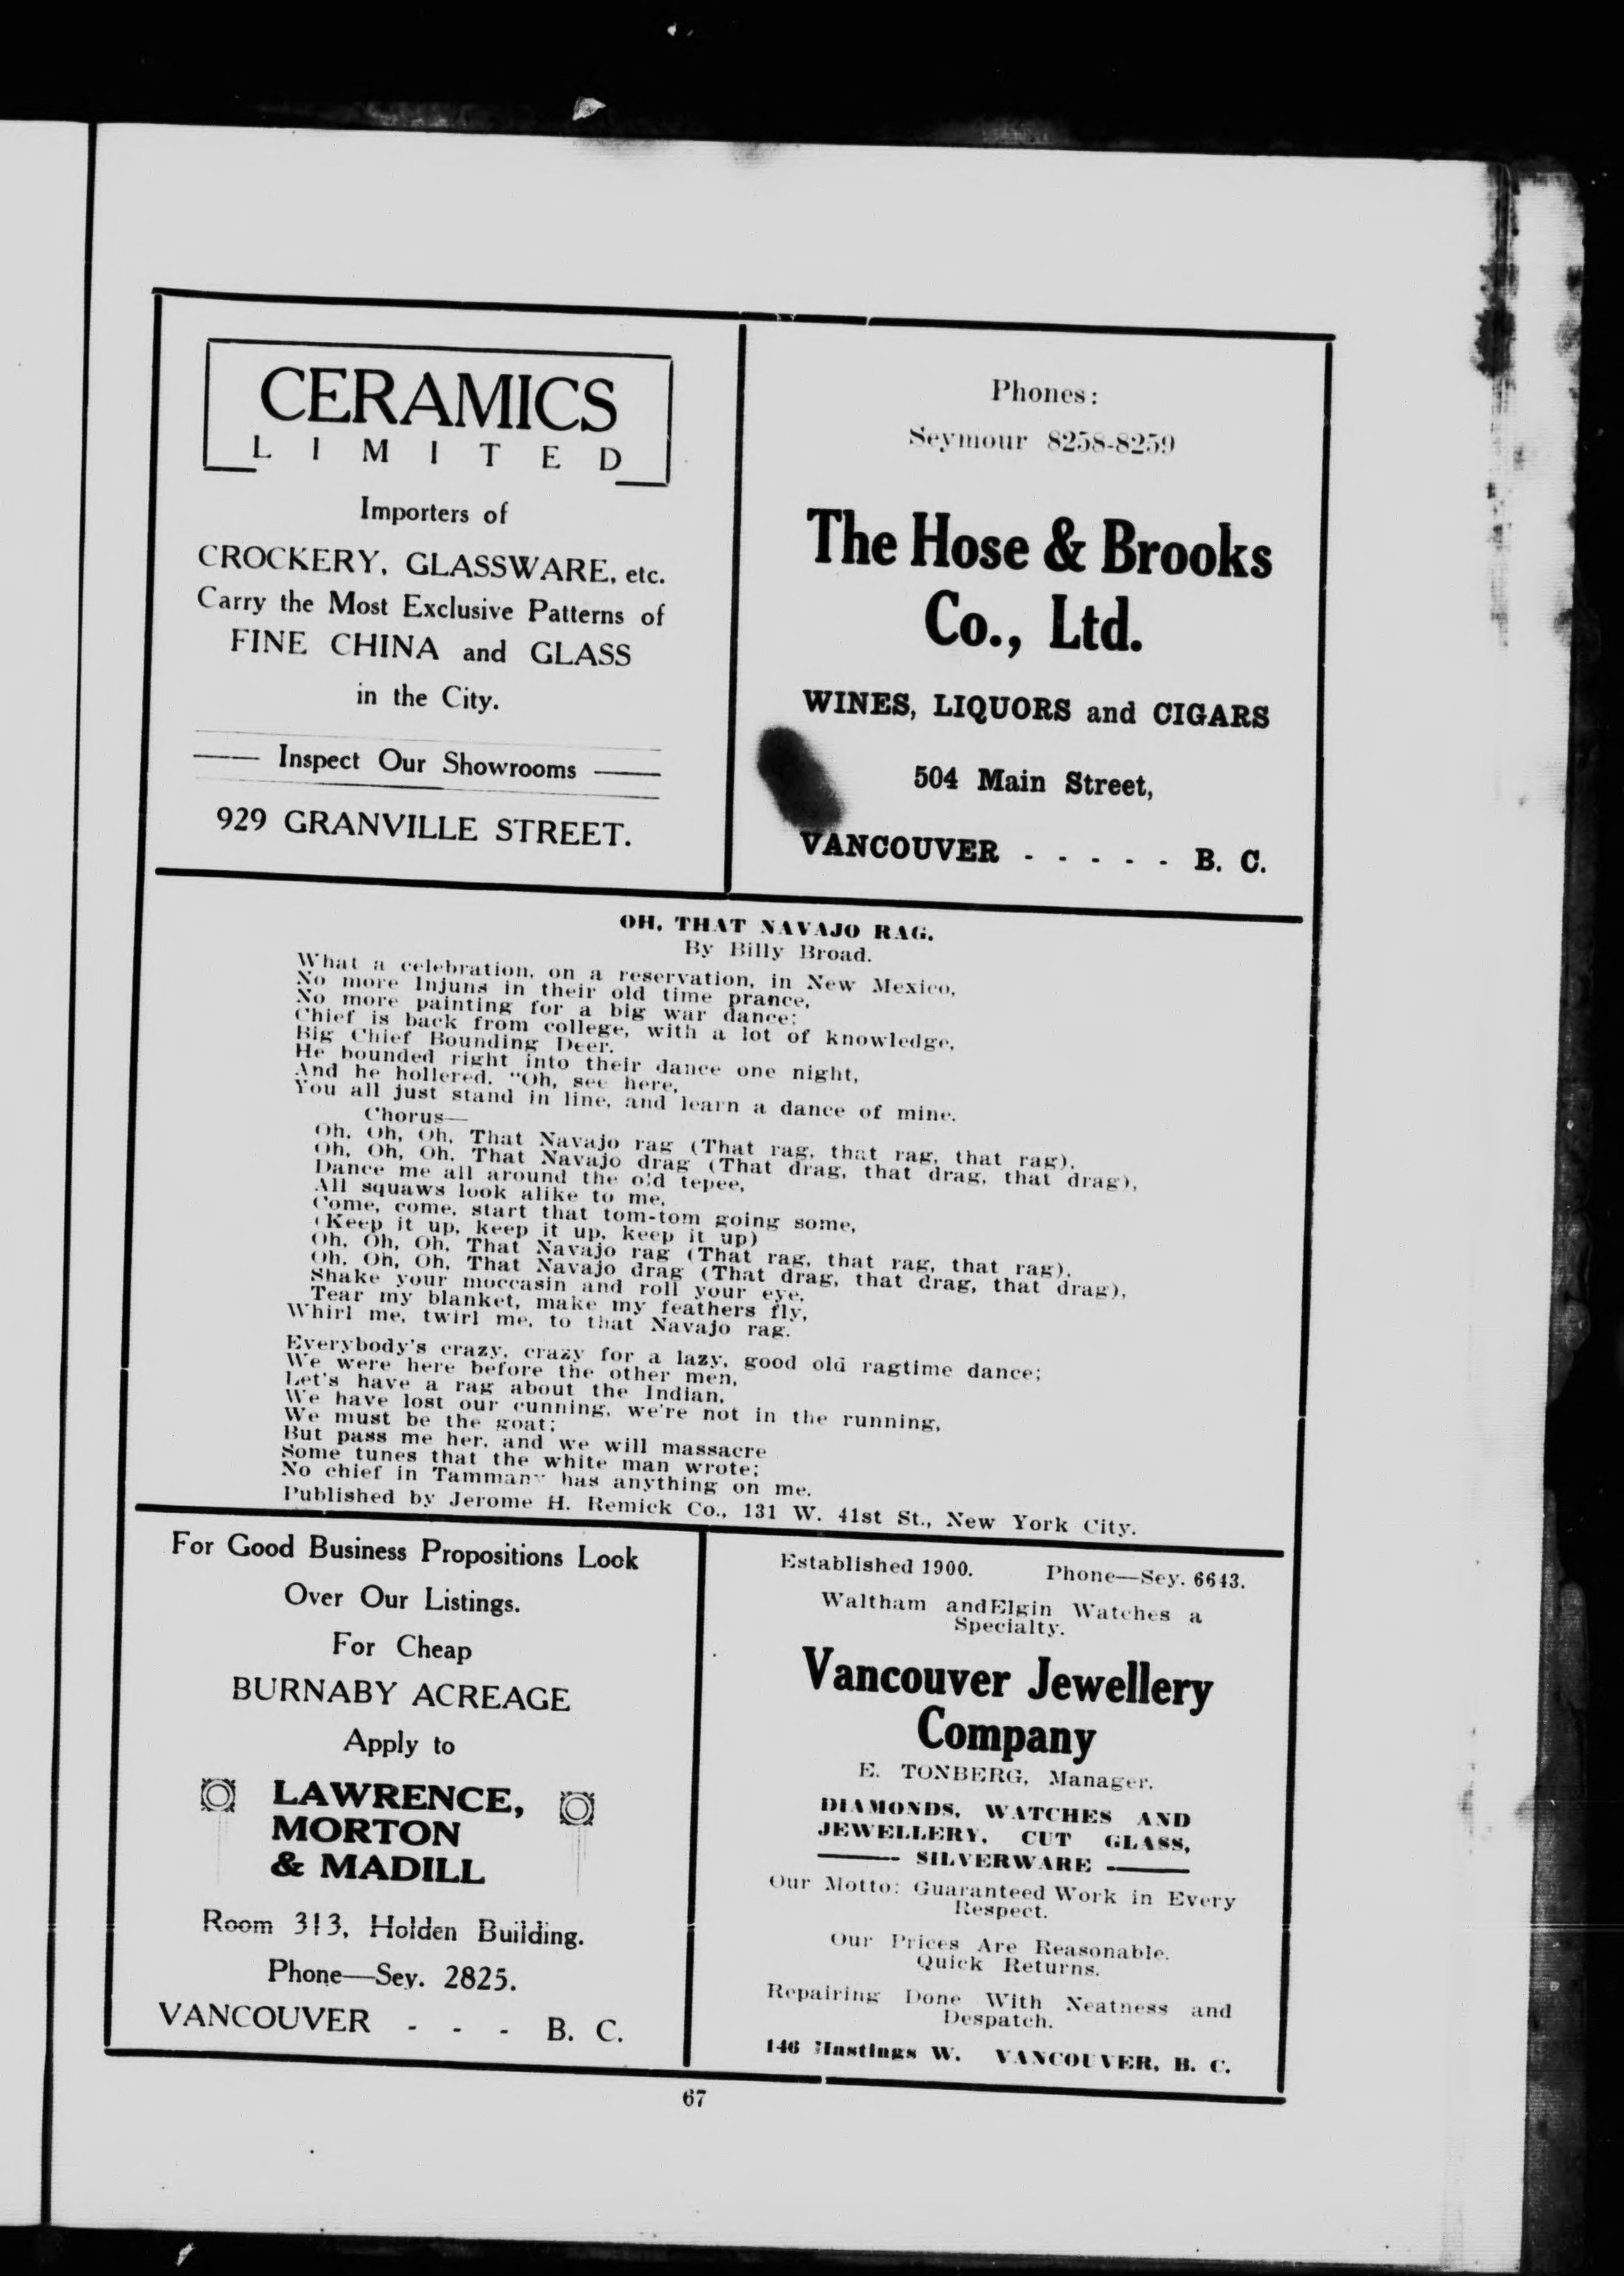 CERAMICS
LIMITED
Importers of
CROCKERY, GLASSWARE, etc.
Carry the Most Exclusive Patterns of
FINE CHINA and GLASS
in the City.
Inspect Our Showrooms
929 GRANVILLE STREET.
Phones:
Seymour 8258-8259
The Hose & Brooks
Co., Ltd.
WINES, LIQUORS and CIGARS
504 Main Street,
VANCOUVER - - - - - B. C.
OH, THAT NAVAJO RAG.
By Billy Broad.
What a celebration, on a reservation, in New Mexico,
No more Injuns in their old time prance,
No more painting for a big war dance;
Chief is back from college, with a lot of knowledge,
Big Chief Bounding Deer.
He bounded right into their dance one night,
And he hollered, "Oh, see here,
You all just stand in line, and learn a dance of mine.
Chorus—
Oh, Oh, Oh, That Navajo rag (That rag, that rag, that rag),
Oh, Oh, Oh, That Navajo drag (That drag, that drag, that drag),
Dance me all around the old tepee,
All squaws look alike to me,
Come, come, start that tom-tom going some,
(Keep it up, keep it up, keep it up)
Oh, Oh, Oh, That Navajo rag (That rag, that rag, that rag),
Oh, Oh, Oh, That Navajo drag (That drag, that drag, that drag),
Shake your moccasin and roll your eye,
Tear my blanket, make my feathers fly,
Whirl me, twirl me, to that Navajo rag.
Everybody's crazy, crazy for a lazy, good old ragtime dance;
We were here before the other men,
Let's have a rag about the Indian,
We have lost our cunning, we're not in the running,
We must be the goat;
But pass me her, and we will massacre
Some tunes that the white man wrote;
No chief in Tammany has anything on me.
Published by Jerome H. Remick Co., 131 W. 41st St., New York City.
For Good Business Propositions Look
Over Our Listings.
For Cheap
BURNABY ACREAGE
Apply to
LAWRENCE,
MORTON
& MADILL
Room 313, Holden Building.
Phone—Sey. 2825.
VANCOUVER - - - B. C.
Established 1900. Phone—Sey. 6643.
Waltham andElgin Watches a
Specialty.
Vancouver Jewellery
Company
E. TONBERG, Manager.
DIAMONDS, WATCHES AND
JEWELLERY, CUT GLASS,
SILVERWARE
Our Motto: Guaranteed Work in Every
Respect.
Our Prices Are Reasonable.
Quick Returns.
Repairing Done With Neatness and
Despatch.
146 Hastings W. VANCOUVER, B. C.
67